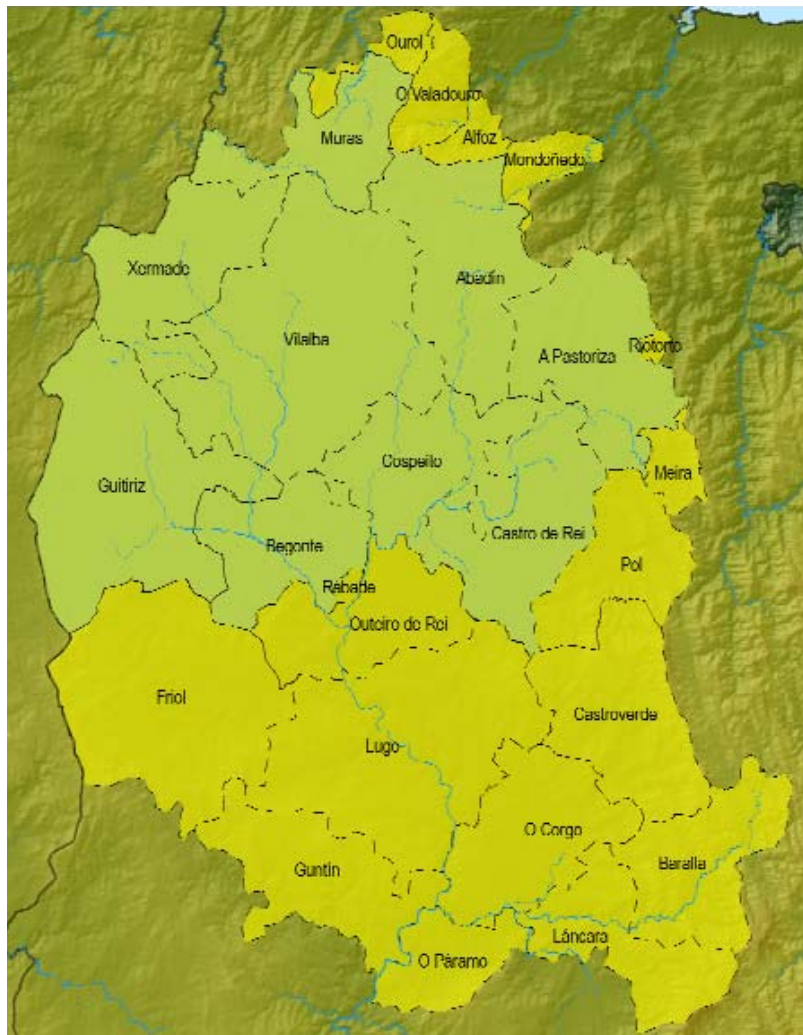 Ourol
O Valadouro
Muras
Alfoz
Mondoñedo
Xermade
Abadín
Vilalba
Riotorto
A Pastoriza
Cospeito
Meira
Guitiriz
Castro de Rei
Begonte
Pol
Rábade
Outeiro de Rei
Friol
Castroverde
Lugo
O Corgo
Guntín
Baralla
Láncara
O Páramo